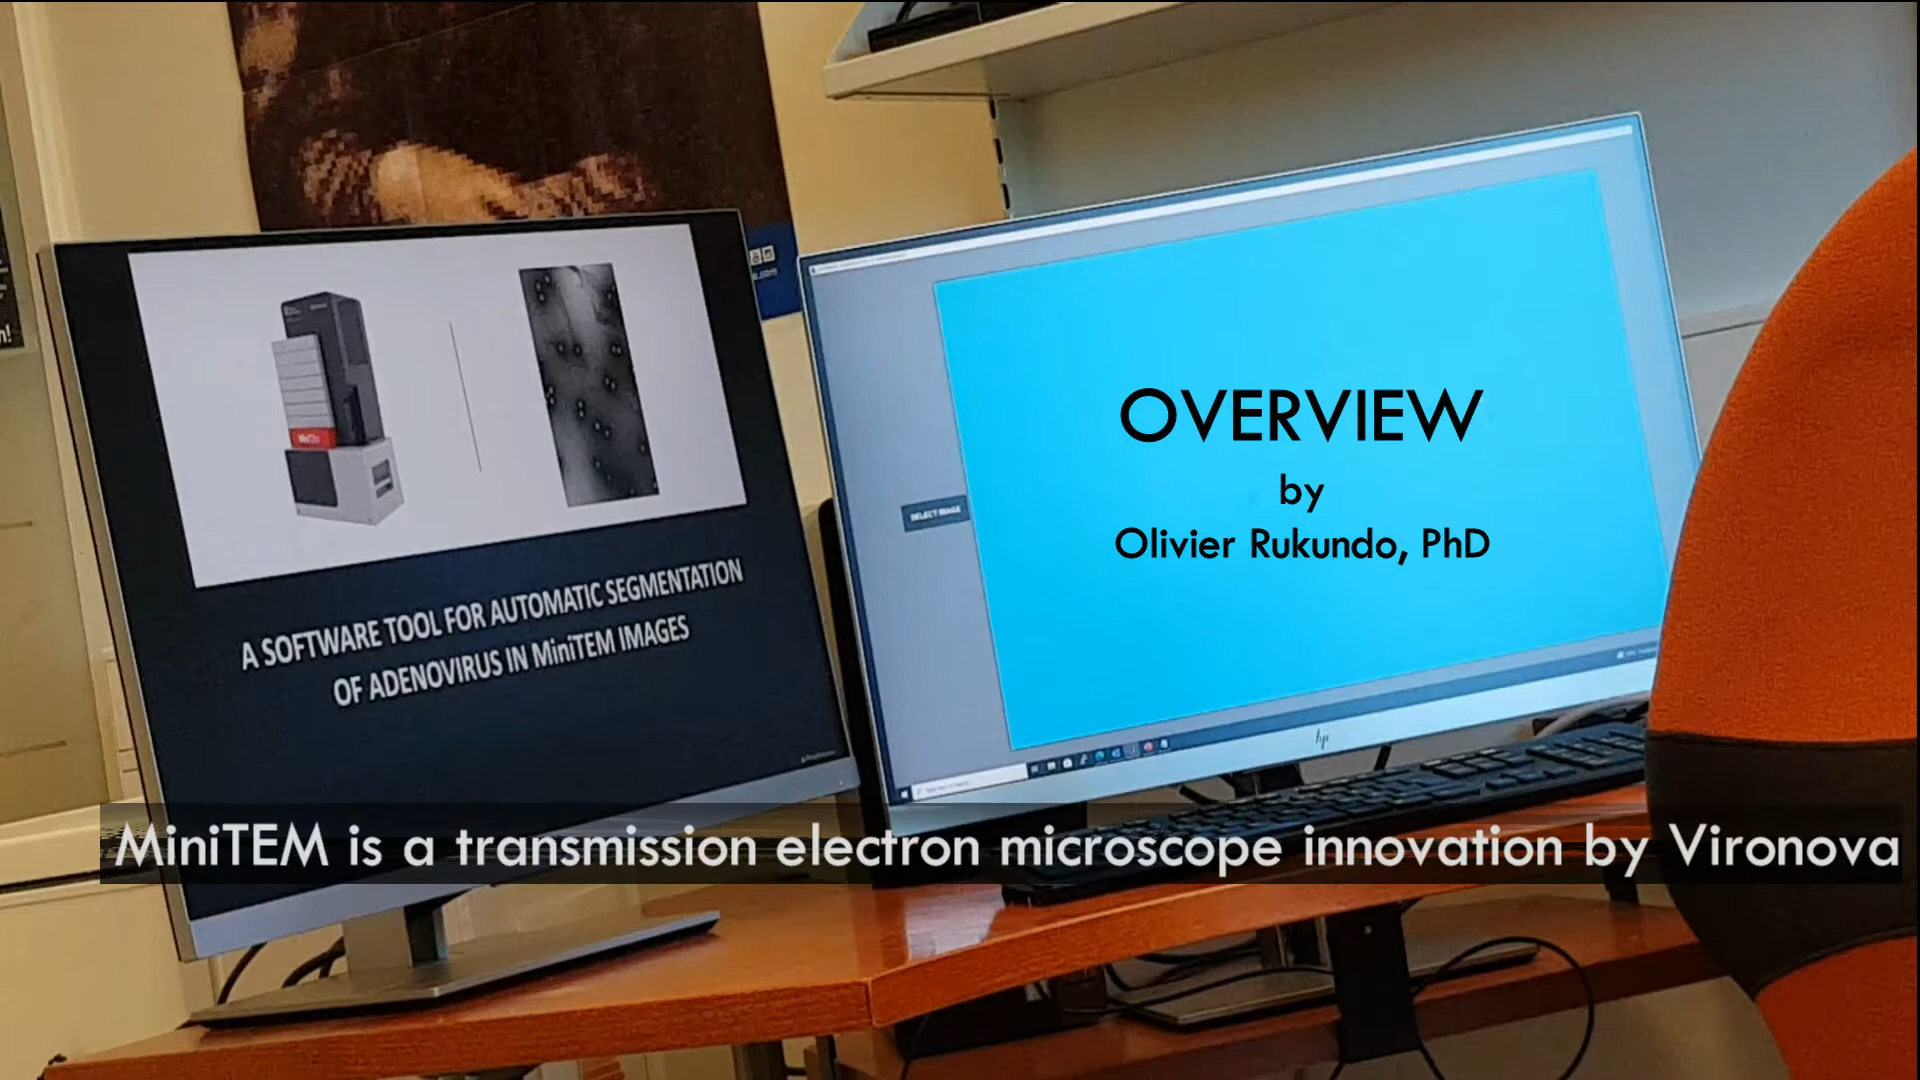 A SOFTWARE TOOL FOR AUTOMATIC SEGMENTATION
OF ADENOVIRUS IN MiniTEM IMAGES
SELECT IMAGE
OVERVIEW
by
Olivier Rukundo, PhD
hp
MiniTEM is a transmission electron microscope innovation by Vironova